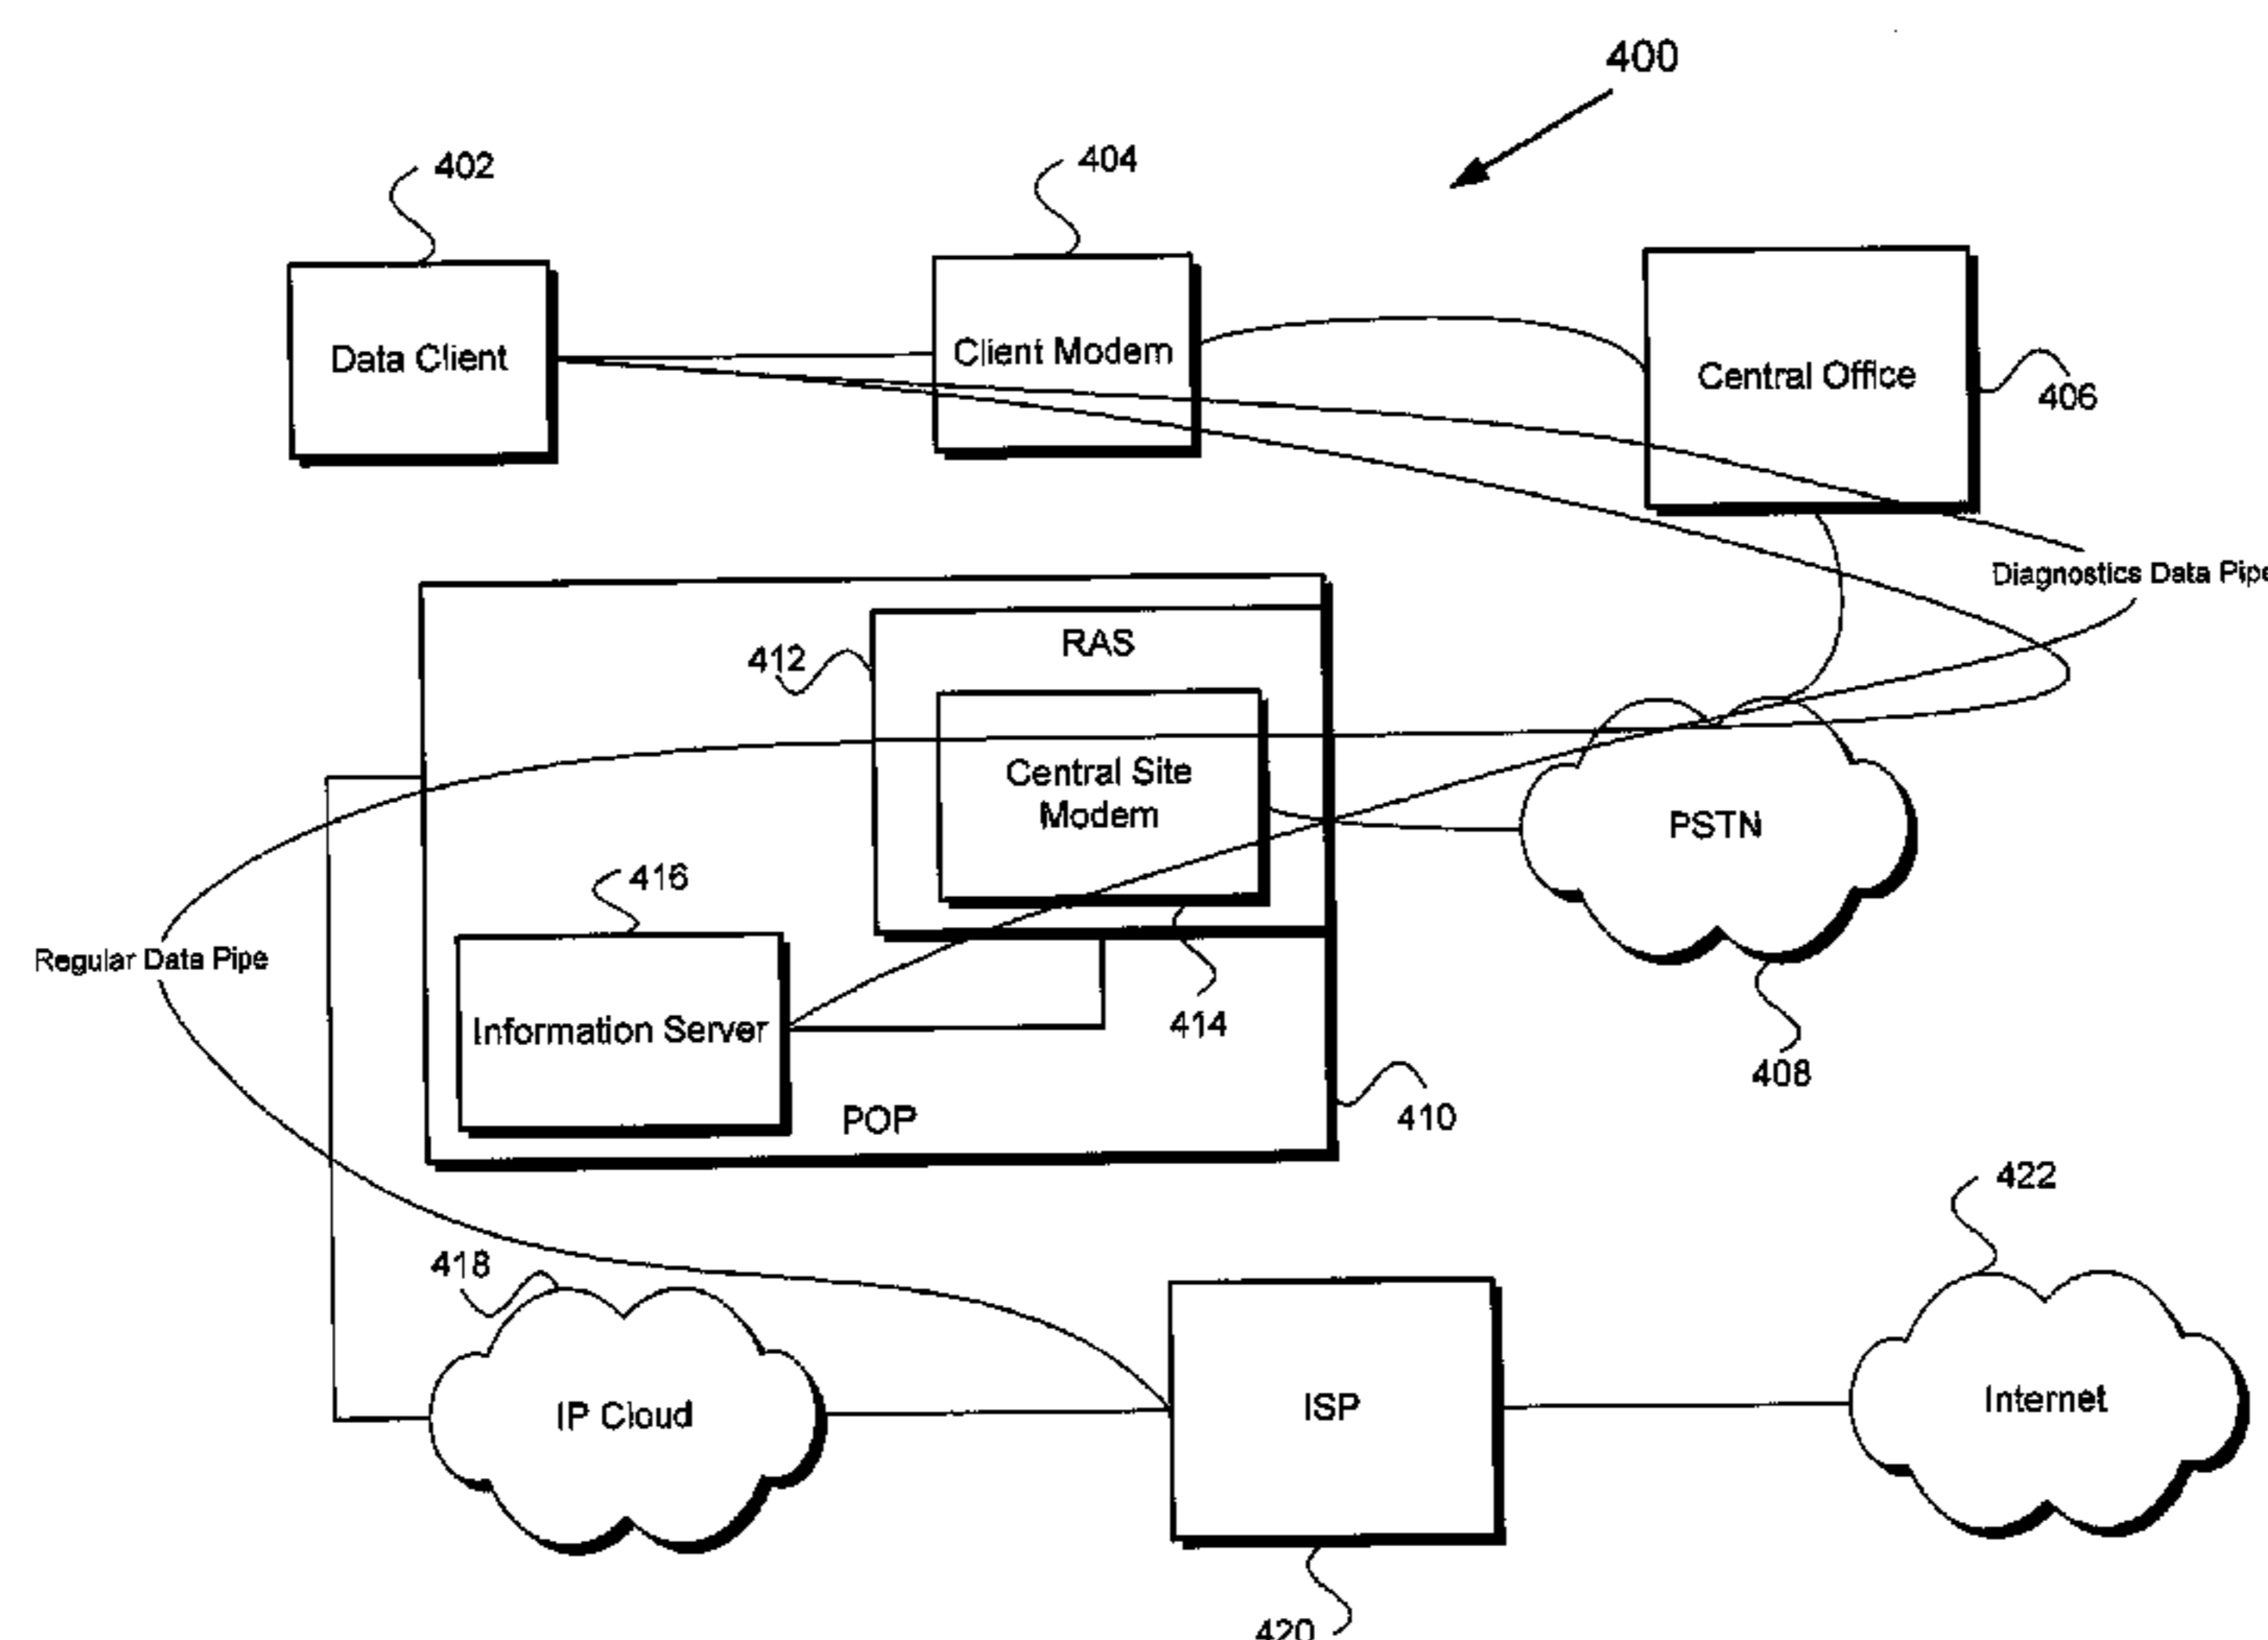 400
402
404
Data Client
Client Modem
Central Office
406
Diagnostics Data Pipe
RAS
412
Central Site
Modem
PSTN
416
Regular Data Pipe
Information Server
414
408
POP
410
422
418
IP Cloud
ISP
Internet
420